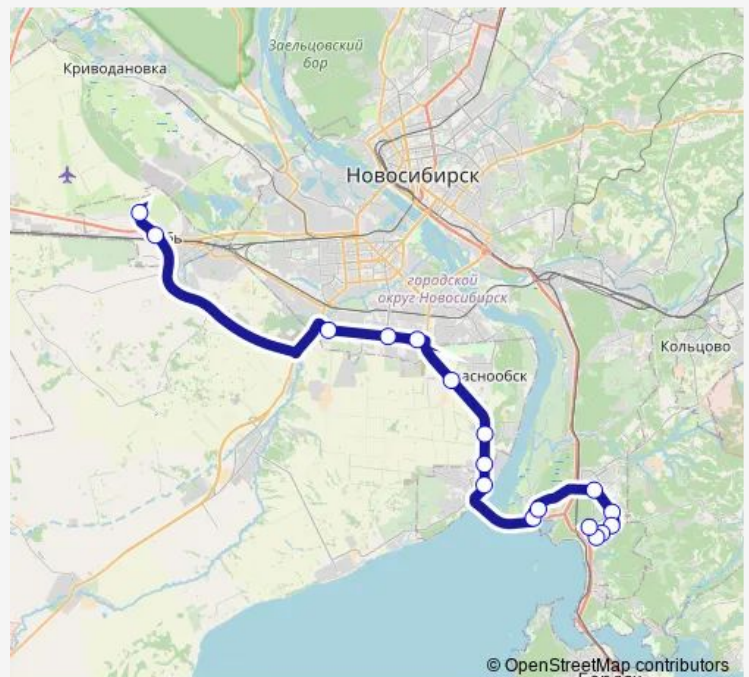 Заельцовский
бор
Криводановка
Новосибирск
городской
округ Новосибирск
Кольцово
аснообск
© OpenStreetMap contributors